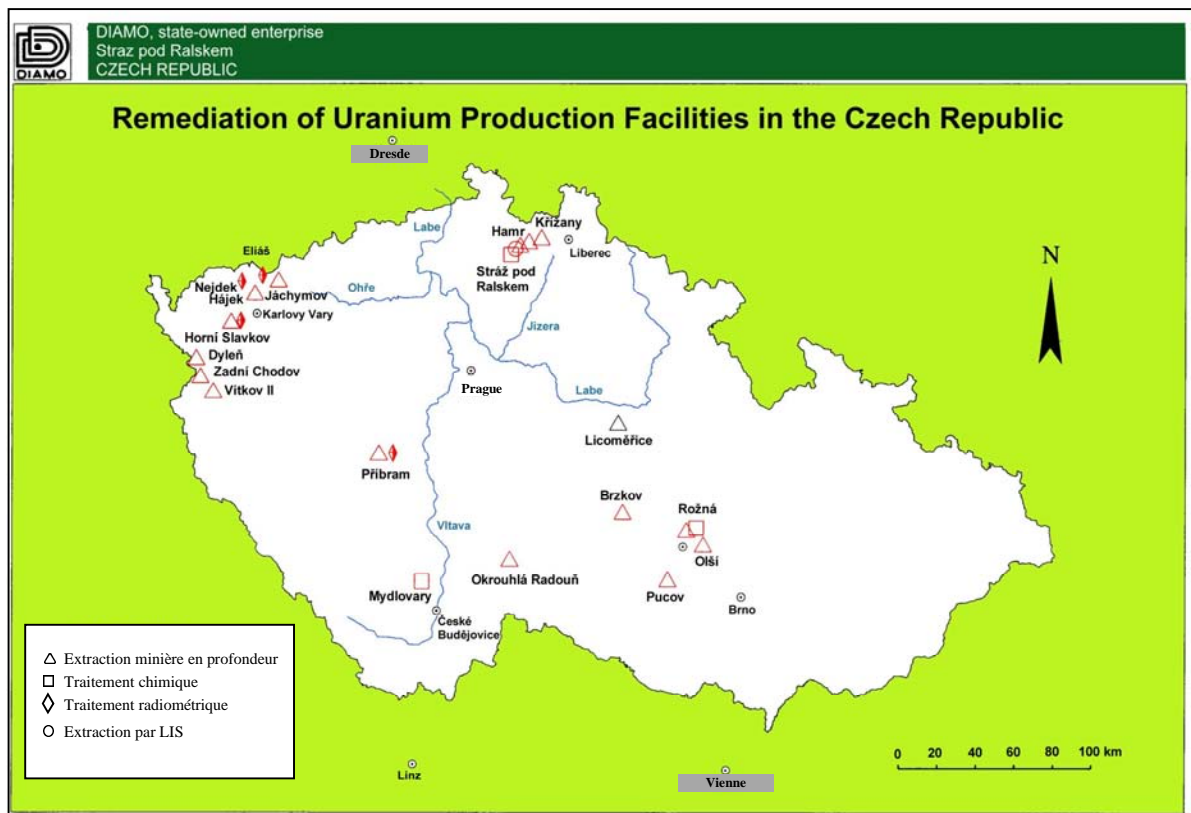 DIAMO
DIAMO, state-owned enterprise
Straz pod Ralskem
CZECH REPUBLIC
Remediation of Uranium Production Facilities in the Czech Republic
Dresde
Labe
Hamr
Křižany
Liberec
Stráž pod
Ralskem
Eliáš
Nejdek
Hájek
Jáchymov
Ohře
Karlovy Vary
Horní Slavkov
Dyleň
Zadní Chodov
Vítkov II
Jizera
Labe
Prague
N
Licoměřice
Příbram
Vltava
Brzkov
Rožná
Olší
Okrouhlá Radouň
Pucov
Brno
Mydlovary
České
Budějovice
Extraction minière en profondeur
Traitement chimique
Traitement radiométrique
Extraction par LIS
Linz
Vienne
0 20 40 60 80 100 km